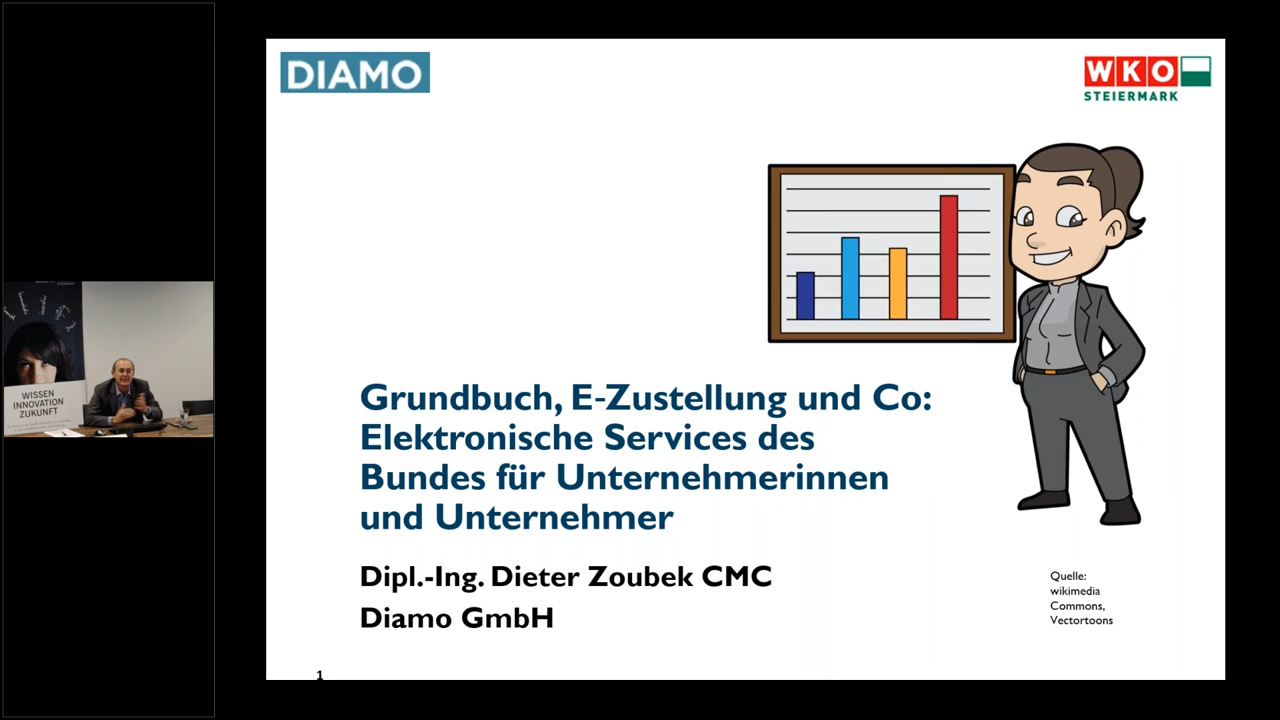 DIAMO
WKO
STEIERMARK
Grundbuch, E-Zustellung und Co:
Elektronische Services des
Bundes für Unternehmerinnen
und Unternehmer
Dipl.-Ing. Dieter Zoubek CMC
Diamo GmbH
Quelle:
wikimedia
Commons,
Vectortoons
1
WISSEN
INNOVATION
ZUKUNFT